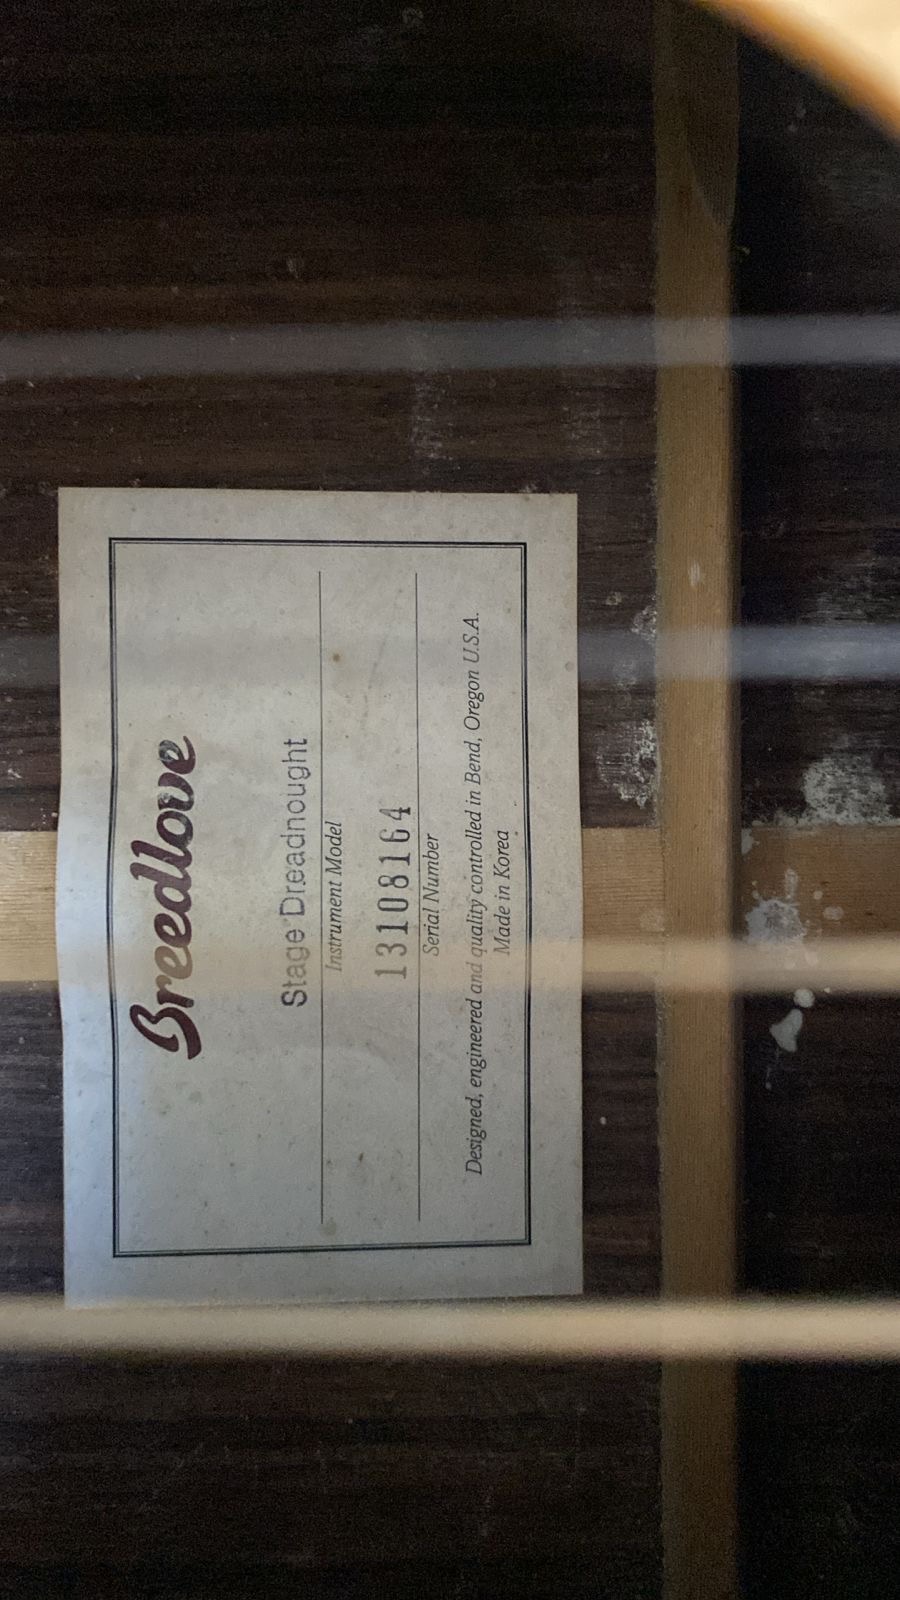 Breedlove
Stage Dreadnought
Instrument Model
13108164
Serial Number
Designed, engineered and quality controlled in Bend, Oregon U.S.A.
Made in Korea